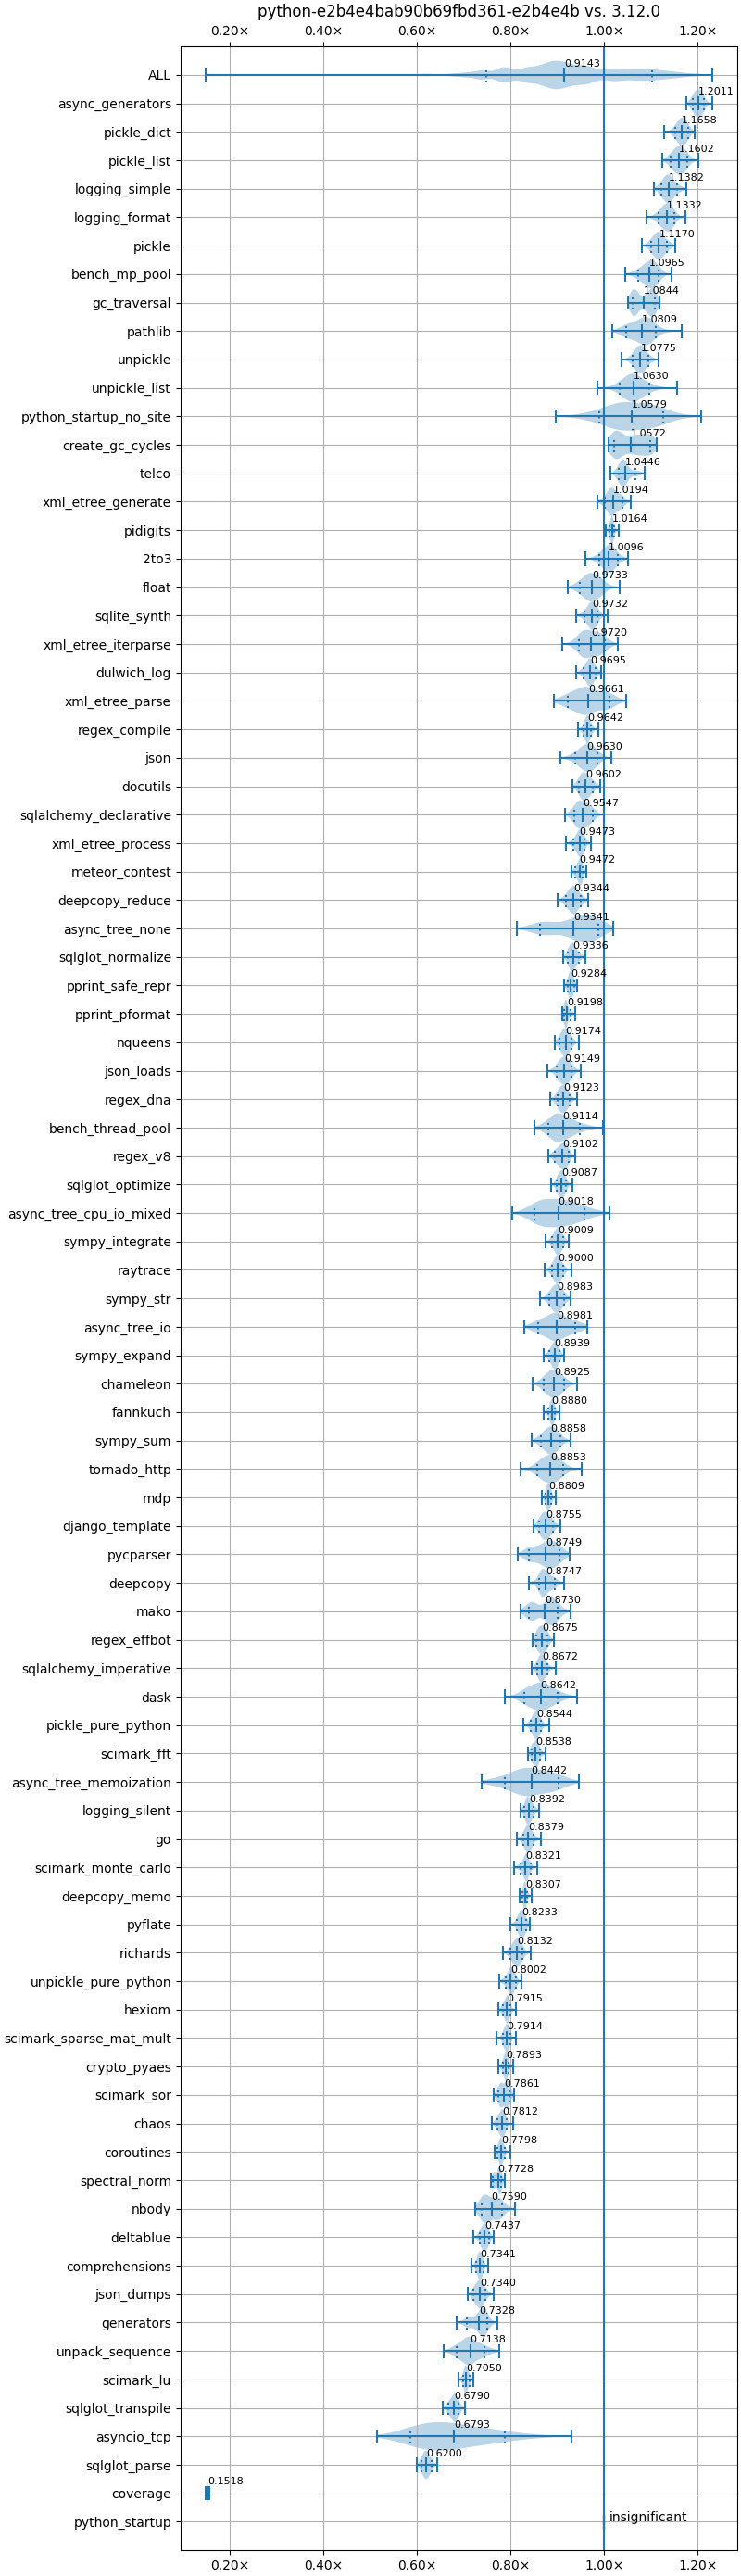 python-e2b4e4bab90b69fbd361-e2b4e4b vs. 3.12.0
0.20× 0.40× 0.60× 0.80× 1.00× 1.20×
ALL 0.9143
async_generators 1.2011
pickle_dict 1.1658
pickle_list 1.1602
logging_simple 1.1382
logging_format 1.1332
pickle 1.1170
bench_mp_pool 1.0965
gc_traversal 1.0844
pathlib 1.0809
unpickle 1.0775
unpickle_list 1.0630
python_startup_no_site 1.0579
create_gc_cycles 1.0572
telco 1.0446
xml_etree_generate 1.0194
pidigits 1.0164
2to3 1.0096
float 0.9733
sqlite_synth 0.9732
xml_etree_iterparse 0.9720
dulwich_log 0.9695
xml_etree_parse 0.9661
regex_compile 0.9642
json 0.9630
docutils 0.9602
sqlalchemy_declarative 0.9547
xml_etree_process 0.9473
meteor_contest 0.9472
deepcopy_reduce 0.9344
async_tree_none 0.9341
sqlglot_normalize 0.9336
pprint_safe_repr 0.9284
pprint_pformat 0.9198
nqueens 0.9174
json_loads 0.9149
regex_dna 0.9123
bench_thread_pool 0.9114
regex_v8 0.9102
sqlglot_optimize 0.9087
async_tree_cpu_io_mixed 0.9018
sympy_integrate 0.9009
raytrace 0.9000
sympy_str 0.8983
async_tree_io 0.8981
sympy_expand 0.8939
chameleon 0.8925
fannkuch 0.8880
sympy_sum 0.8858
tornado_http 0.8853
mdp 0.8809
django_template 0.8755
pycparser 0.8749
deepcopy 0.8747
mako 0.8730
regex_effbot 0.8675
sqlalchemy_imperative 0.8672
dask 0.8642
pickle_pure_python 0.8544
scimark_fft 0.8538
async_tree_memoization 0.8442
logging_silent 0.8392
go 0.8379
scimark_monte_carlo 0.8321
deepcopy_memo 0.8307
pyflate 0.8233
richards 0.8132
unpickle_pure_python 0.8002
hexiom 0.7915
scimark_sparse_mat_mult 0.7914
crypto_pyaes 0.7893
scimark_sor 0.7861
chaos 0.7812
coroutines 0.7798
spectral_norm 0.7728
nbody 0.7590
deltablue 0.7437
comprehensions 0.7341
json_dumps 0.7340
generators 0.7328
unpack_sequence 0.7138
scimark_lu 0.7050
sqlglot_transpile 0.6790
asyncio_tcp 0.6793
sqlglot_parse 0.6200
coverage 0.1518
python_startup insignificant
0.20× 0.40× 0.60× 0.80× 1.00× 1.20×